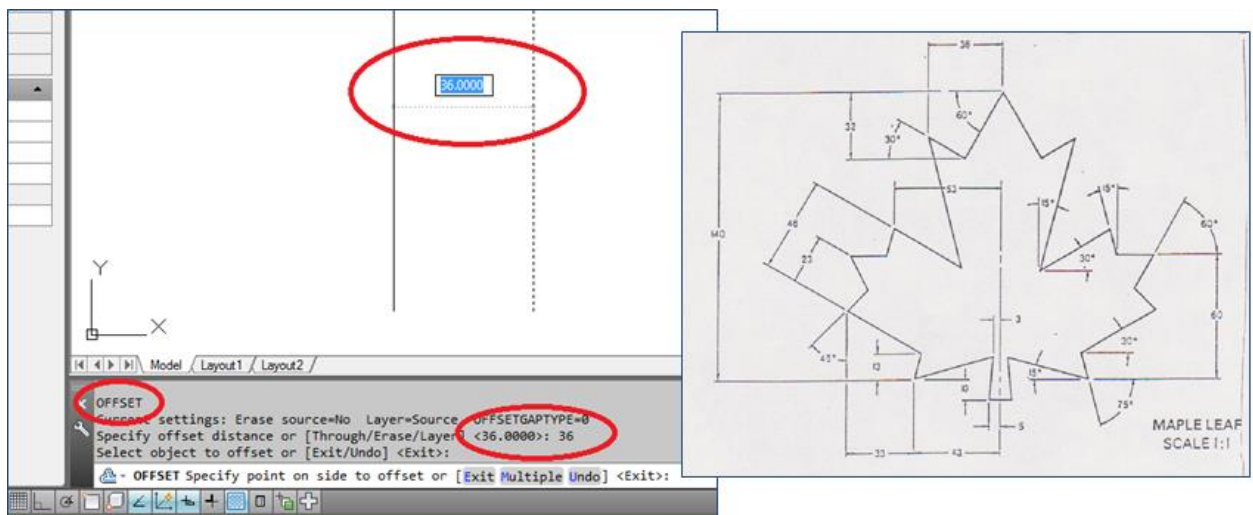 36.0000
Y
X
Model / Layout1 / Layout2 /
OFFSET
Current settings: Erase source=No Layer=Source OFFSETGAPTYPE=0
Specify offset distance or [Through/Erase/Layer] <36.0000>: 36
Select object to offset or [Exit/Undo] <Exit>:
OFFSET Specify point on side to offset or [Exit Multiple Undo] <Exit>:
36
60°
32
30°
53
15°
15°
60°
46
140
23
30°
60
3
30°
45°
10
15°
75°
5
33
MAPLE LEAF
SCALE 1:1